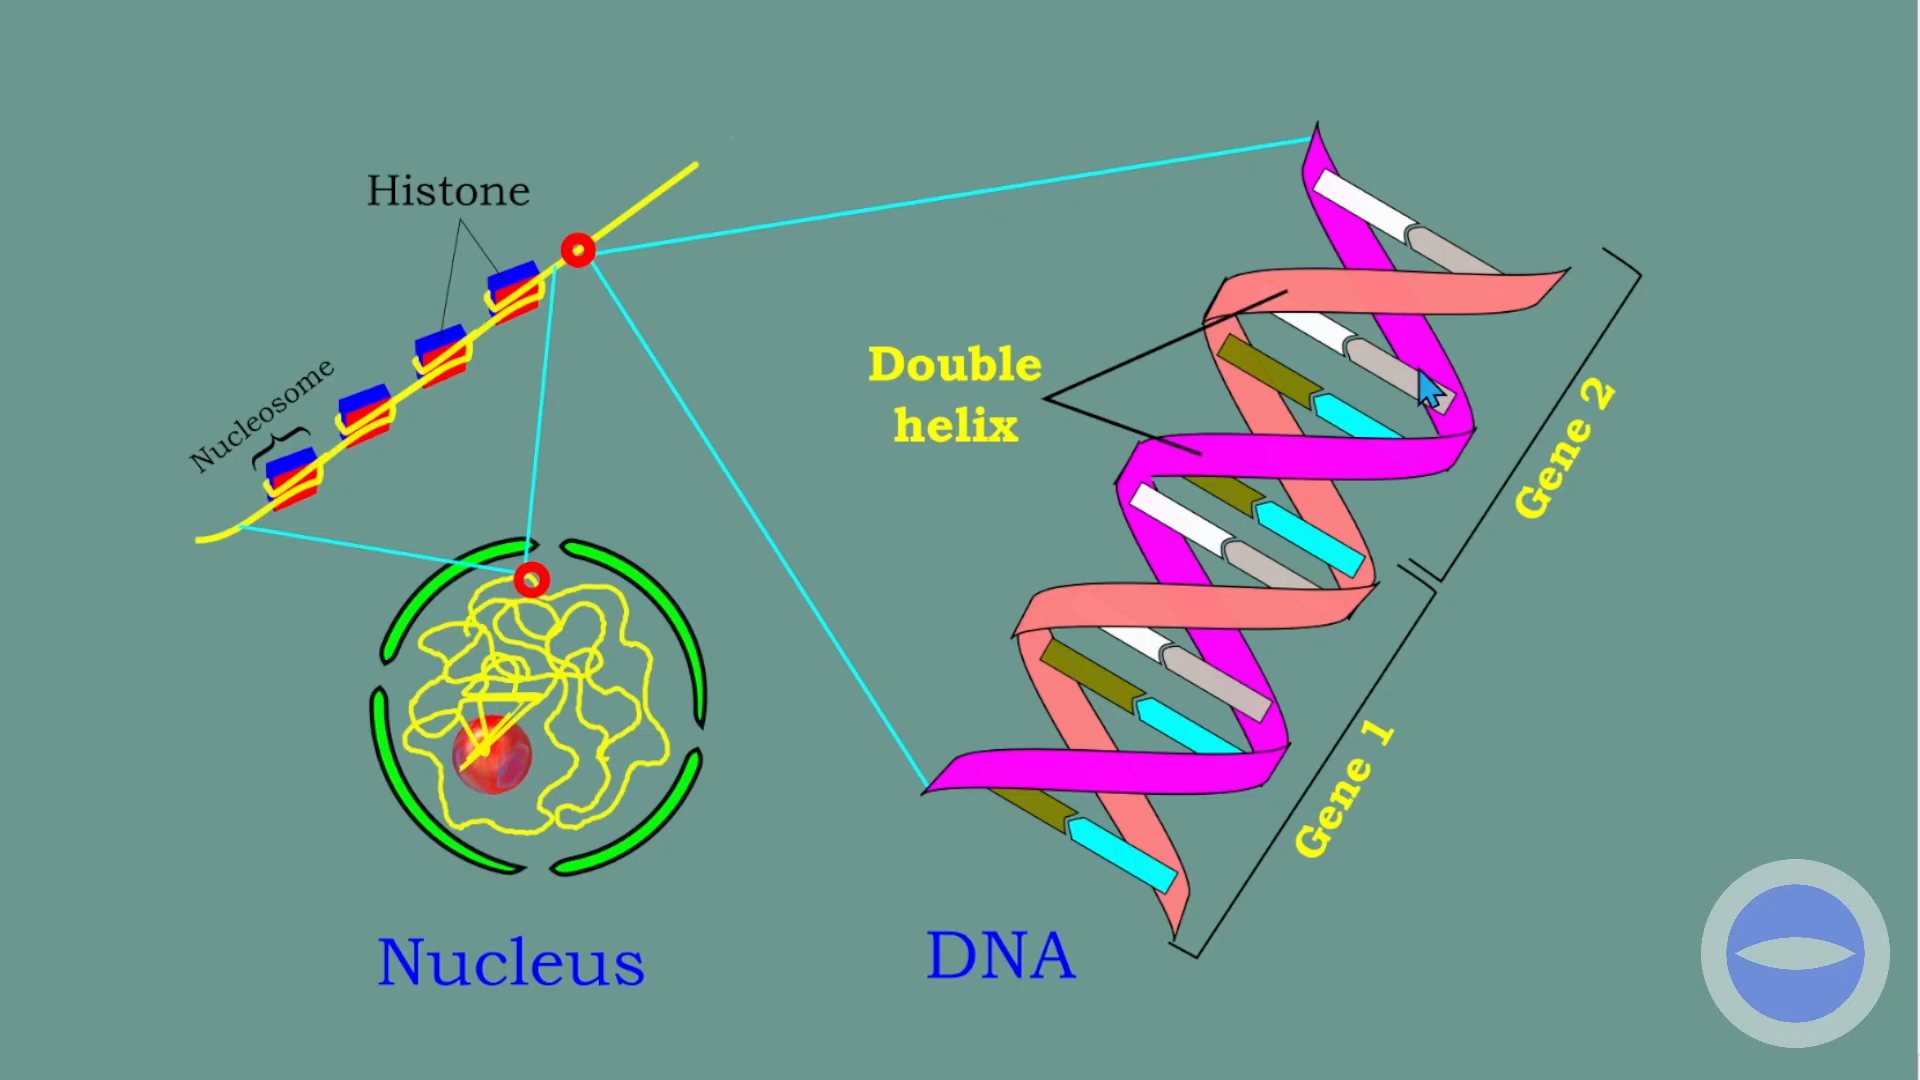 Histone
Nucleosome
Double
helix
Gene 2
Gene 1
Nucleus
DNA